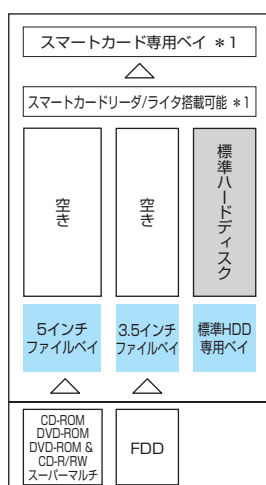 スマートカード専用ベイ ＊1
スマートカードリーダ/ライタ搭載可能 ＊1
空き
空き
標準ハードディスク
5インチ
ファイルベイ
3.5インチ
ファイルベイ
標準HDD
専用ベイ
CD-ROM
DVD-ROM
DVD-ROM &
CD-R/RW
スーパーマルチ
FDD